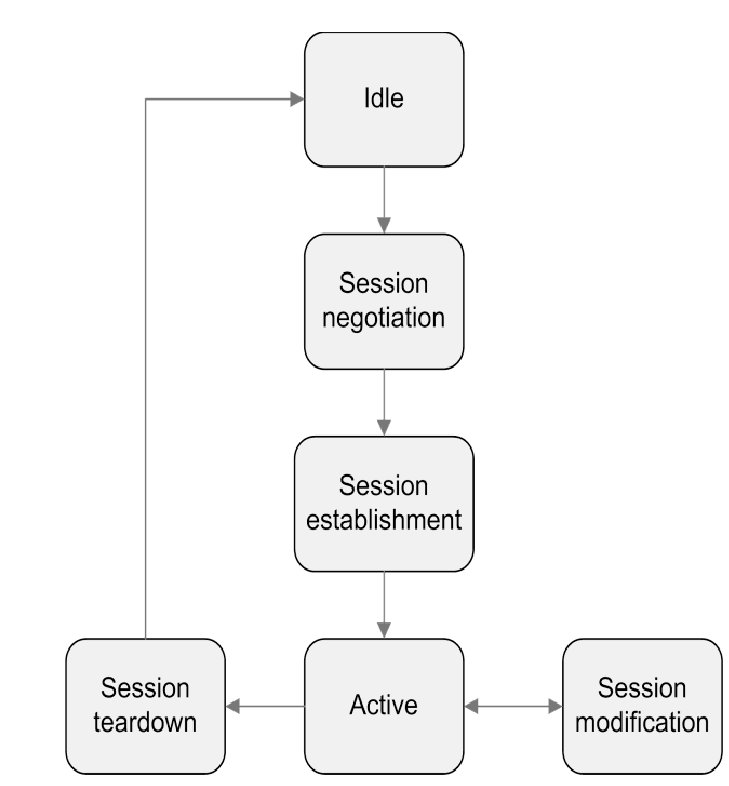 Idle
Session
negotiation
Session
establishment
Session
teardown
Active
Session
modification